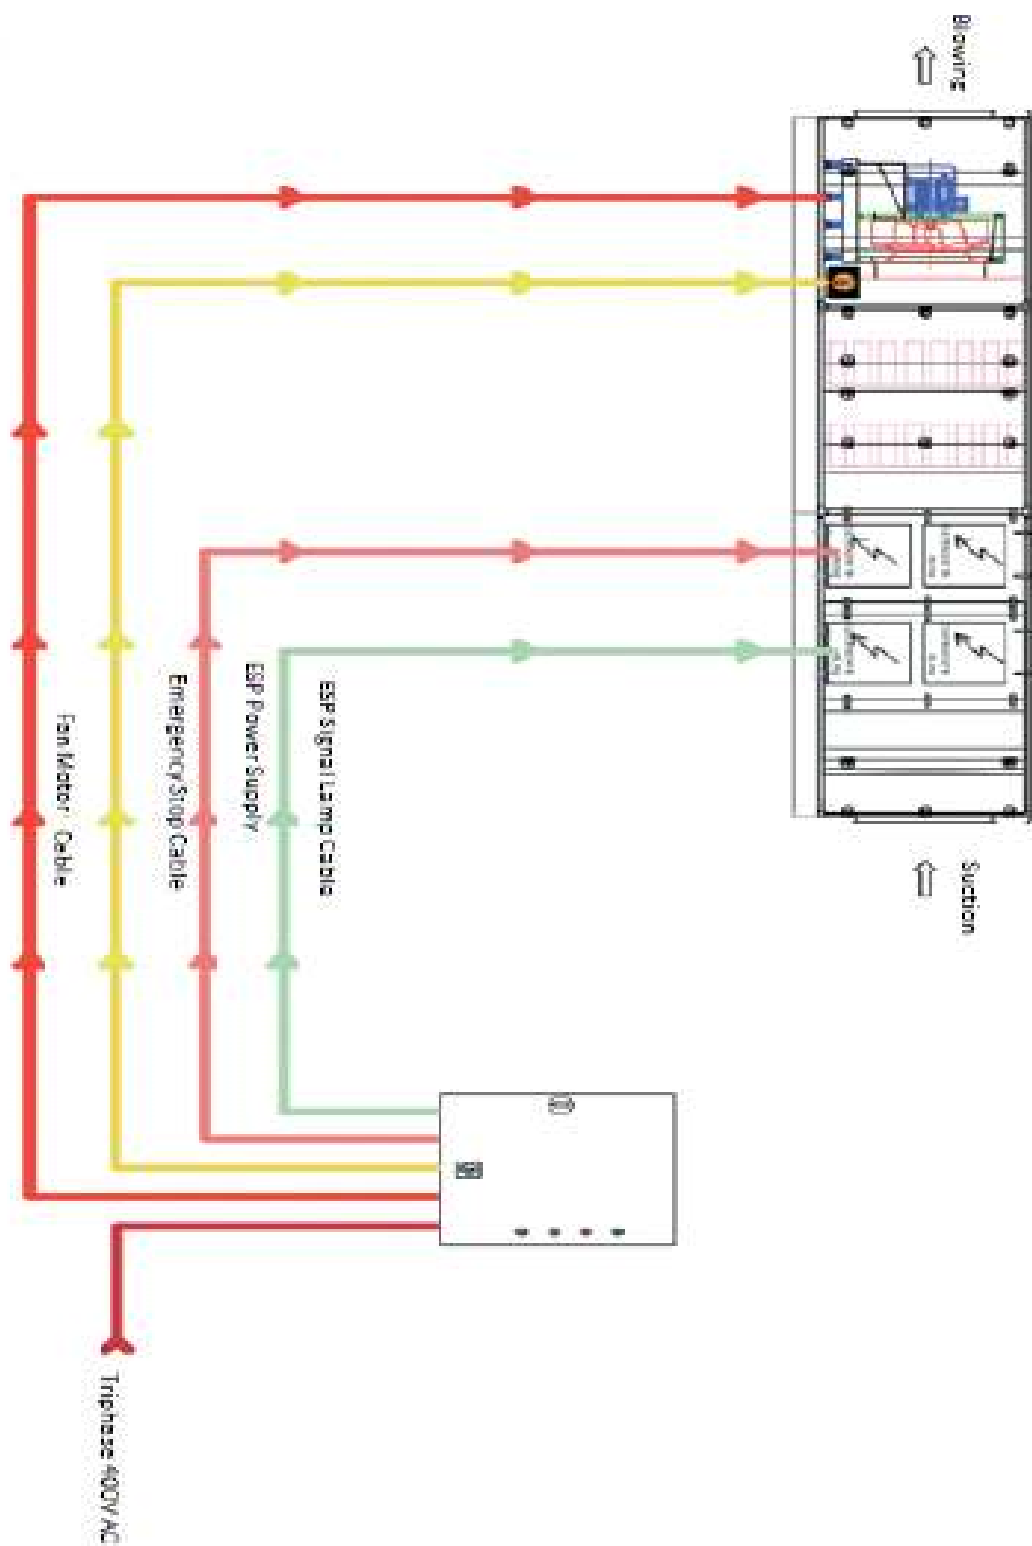 Blowing
Suction
ESP Signal Lamp Cable
ESP Power Supply
Emergency Stop Cable
Fan Motor Cable
Triphase 400V AC